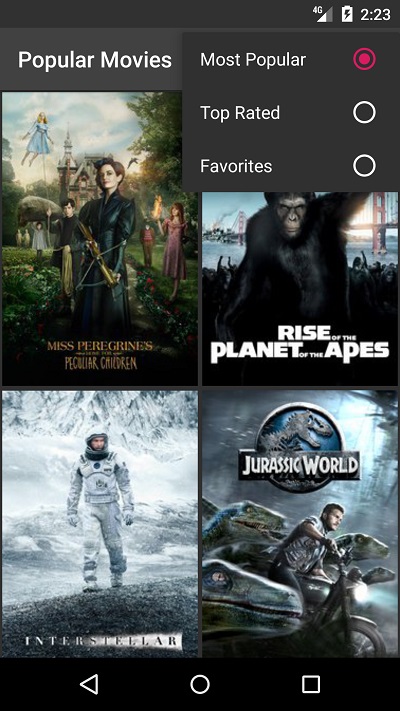 4G 2:23
Popular Movies
Most Popular
Top Rated
Favorites
MISS PEREGRINE'S
HOME FOR
PECULIAR CHILDREN
RISE OF THE
PLANET OF THE APES
INTERSTELLAR
JURASSIC WORLD